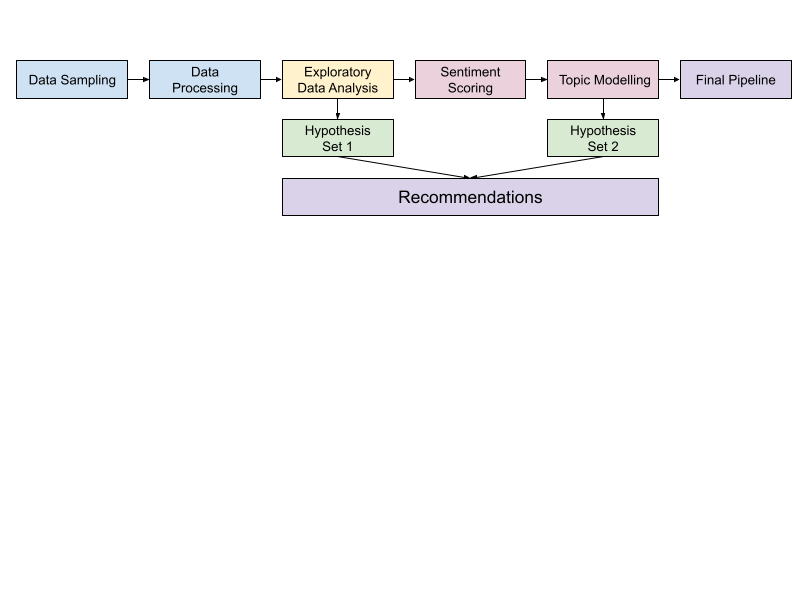 Data Sampling
Data
Processing
Exploratory
Data Analysis
Sentiment
Scoring
Topic Modelling
Final Pipeline
Hypothesis
Set 1
Hypothesis
Set 2
Recommendations